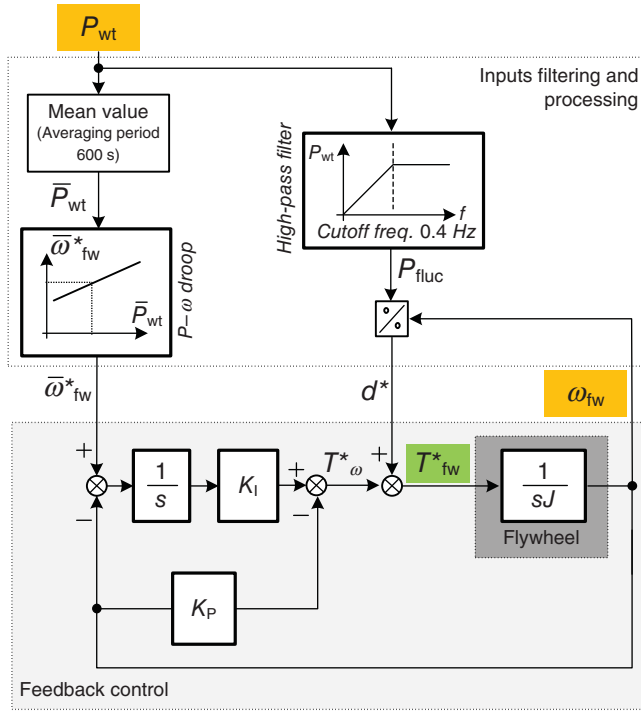 P_wt
Inputs filtering and
processing
Mean value
(Averaging period
600 s)
High-pass filter
P_wt
f
Cutoff freq. 0.4 Hz
P̅_wt
P_fluc
ω̅*_fw
P̅_wt
P–ω droop
ω̅*_fw
d*
ω_fw
+
−
1
s
K_I
+
−
T*_ω
+
T*_fw
1
sJ
Flywheel
K_P
Feedback control